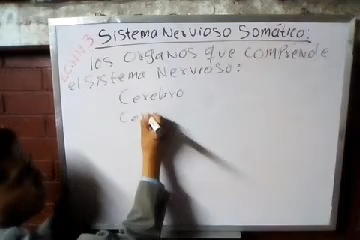 Sistema Nervioso Somático:
los organos que comprende
el sistema Nervioso:
Cerebro